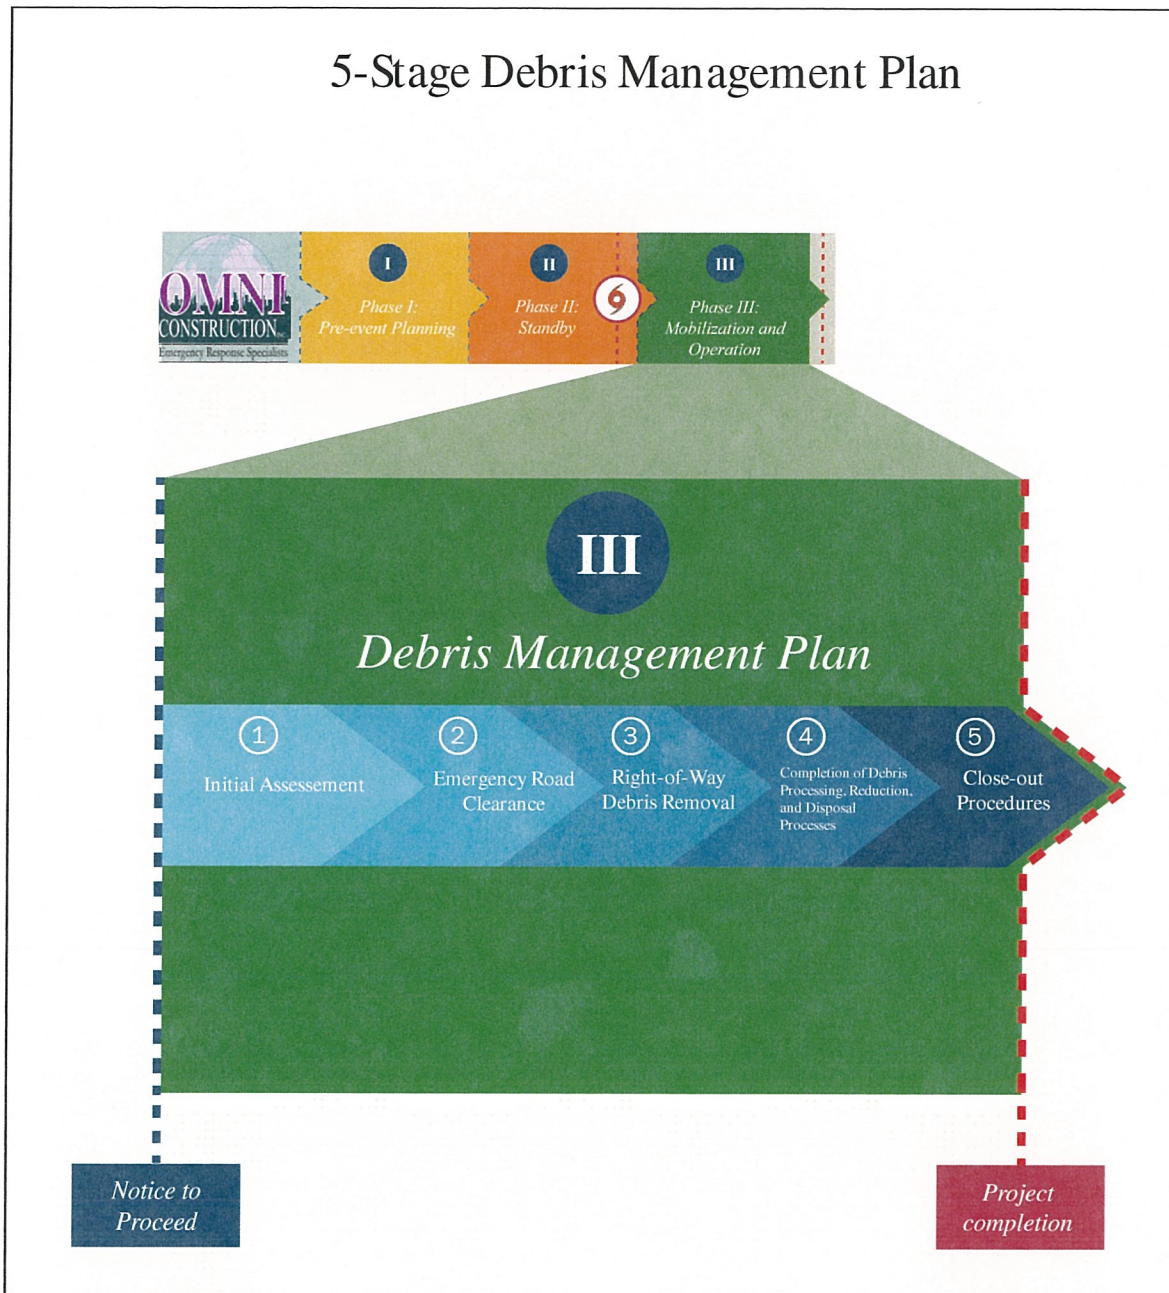 5-Stage Debris Management Plan
OMNI
CONSTRUCTION
Emergency Response Specialists
I
Phase I:
Pre-event Planning
II
Phase II:
Standby
III
Phase III:
Mobilization and
Operation
III
Debris Management Plan
1
Initial Assessement
2
Emergency Road
Clearance
3
Right-of-Way
Debris Removal
4
Completion of Debris
Processing, Reduction,
and Disposal
Processes
5
Close-out
Procedures
Notice to
Proceed
Project
completion